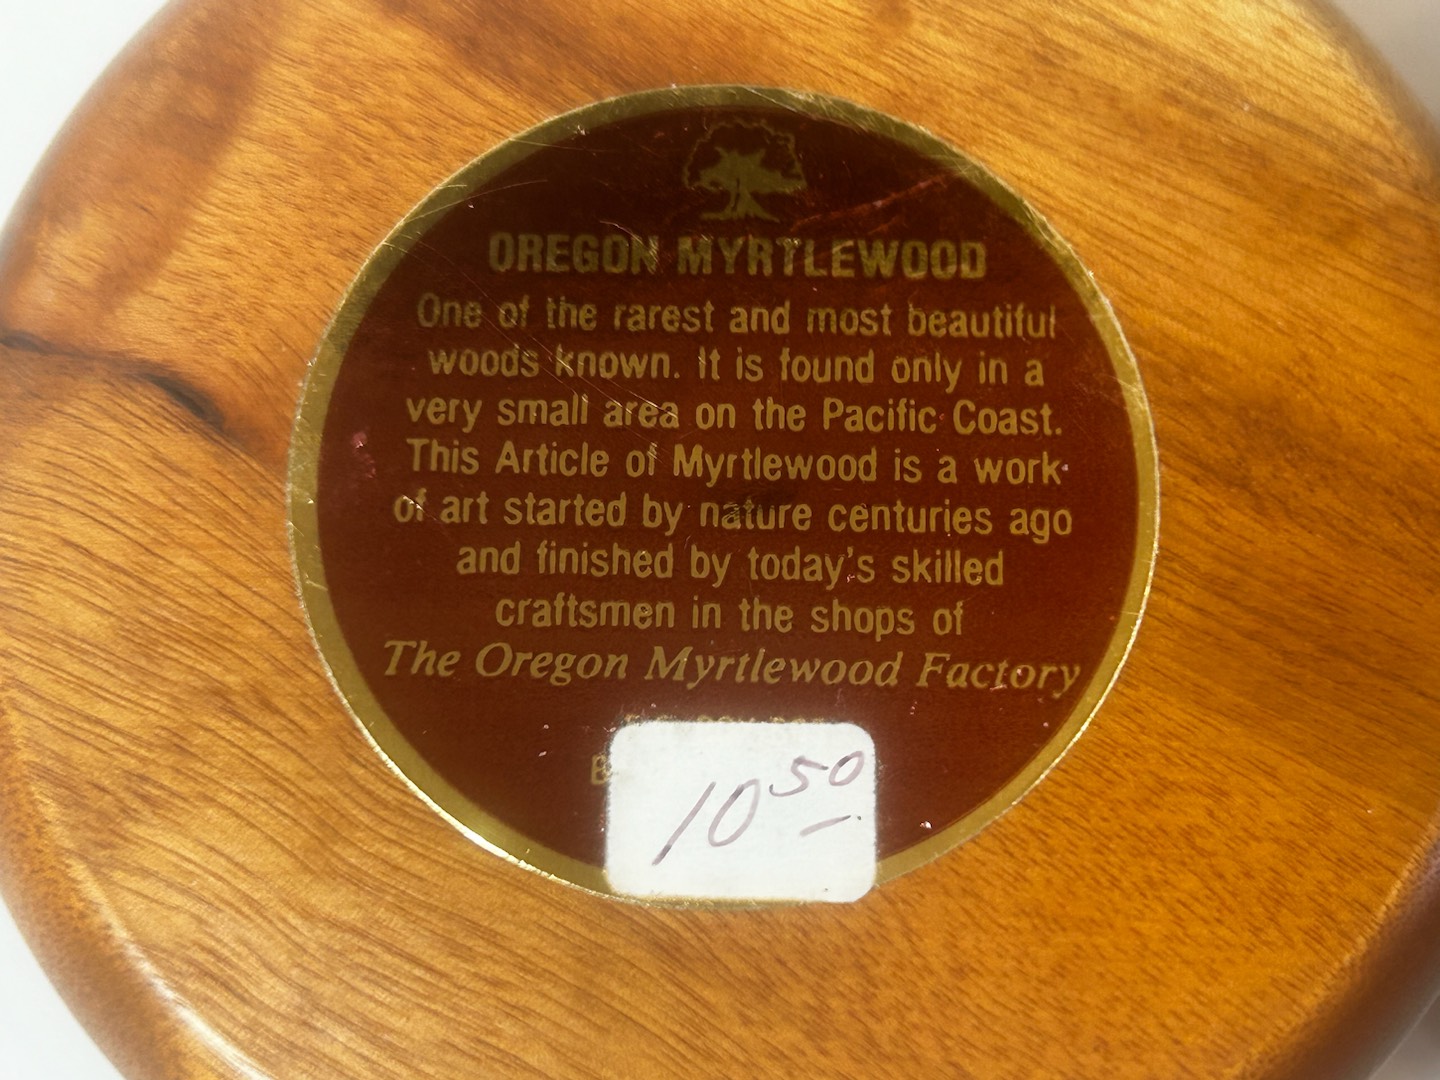 OREGON MYRTLEWOOD
One of the rarest and most beautiful
woods known. It is found only in a
very small area on the Pacific Coast.
This Article of Myrtlewood is a work
of art started by nature centuries ago
and finished by today's skilled
craftsmen in the shops of
The Oregon Myrtlewood Factory
10 50